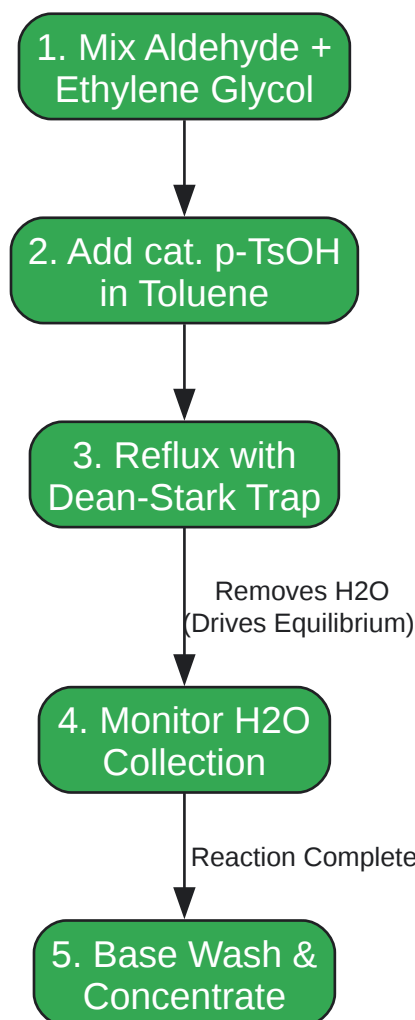 1. Mix Aldehyde +
Ethylene Glycol
2. Add cat. p-TsOH
in Toluene
3. Reflux with
Dean-Stark Trap
Removes H2O
(Drives Equilibrium)
4. Monitor H2O
Collection
Reaction Complete
5. Base Wash &
Concentrate